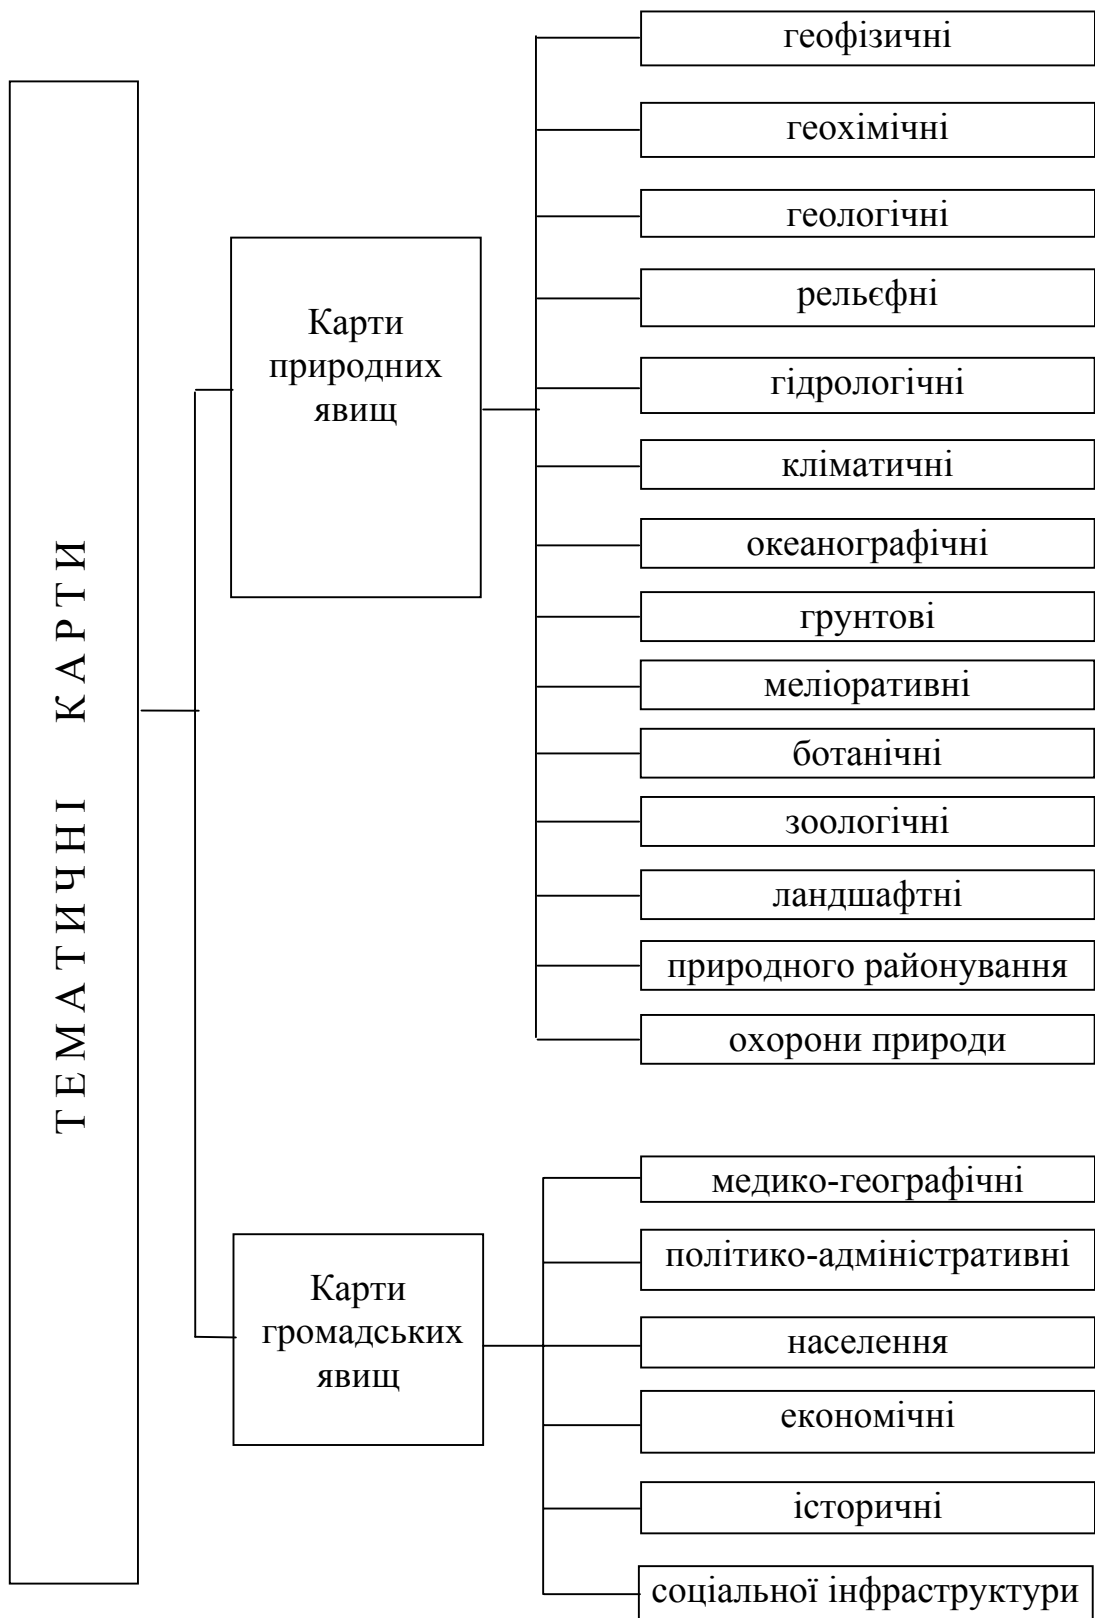 ТЕМАТИЧНІ КАРТИ
Карти
природних
явищ
геофізичні
геохімічні
геологічні
рельєфні
гідрологічні
кліматичні
океанографічні
грунтові
меліоративні
ботанічні
зоологічні
ландшафтні
природного районування
охорони природи
Карти
громадських
явищ
медико-географічні
політико-адміністративні
населення
економічні
історичні
соціальної інфраструктури